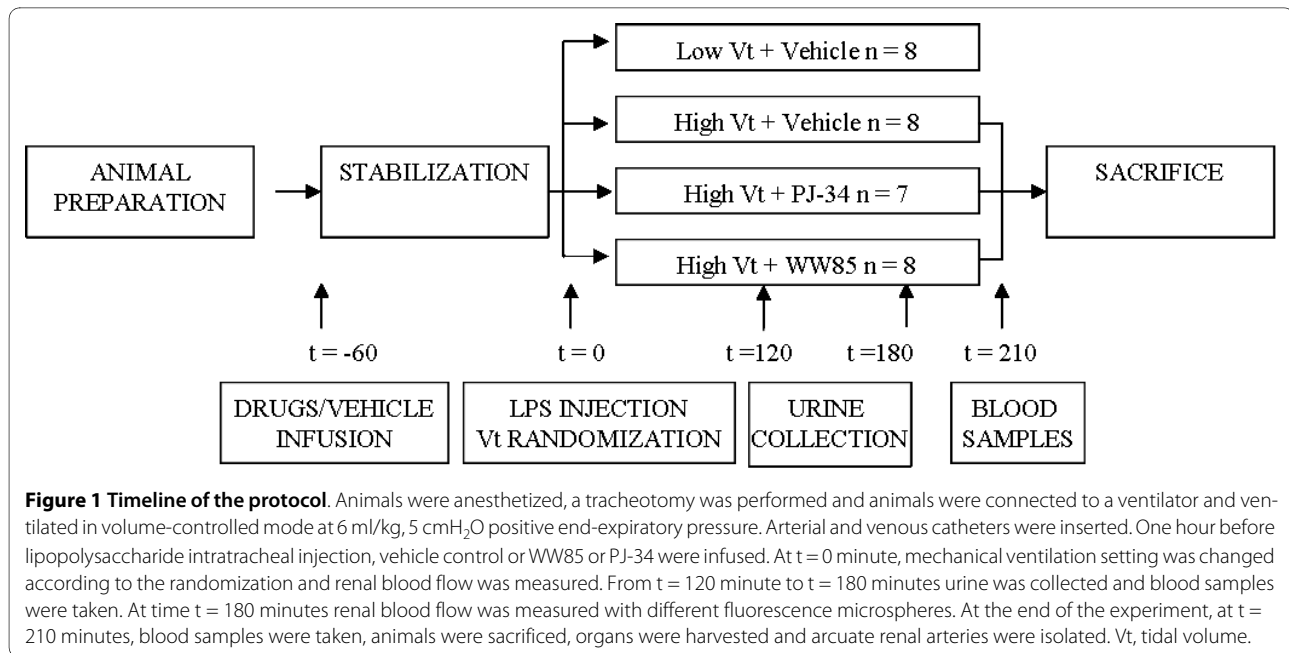 Low Vt + Vehicle n = 8
High Vt + Vehicle n = 8
ANIMAL
PREPARATION
STABILIZATION
High Vt + PJ-34 n = 7
SACRIFICE
High Vt + WW85 n = 8
t = -60
t = 0
t =120
t =180
t = 210
DRUGS/VEHICLE
INFUSION
LPS INJECTION
Vt RANDOMIZATION
URINE
COLLECTION
BLOOD
SAMPLES
Figure 1 Timeline of the protocol. Animals were anesthetized, a tracheotomy was performed and animals were connected to a ventilator and ven-
tilated in volume-controlled mode at 6 ml/kg, 5 cmH₂O positive end-expiratory pressure. Arterial and venous catheters were inserted. One hour before
lipopolysaccharide intratracheal injection, vehicle control or WW85 or PJ-34 were infused. At t = 0 minute, mechanical ventilation setting was changed
according to the randomization and renal blood flow was measured. From t = 120 minute to t = 180 minutes urine was collected and blood samples
were taken. At time t = 180 minutes renal blood flow was measured with different fluorescence microspheres. At the end of the experiment, at t =
210 minutes, blood samples were taken, animals were sacrificed, organs were harvested and arcuate renal arteries were isolated. Vt, tidal volume.